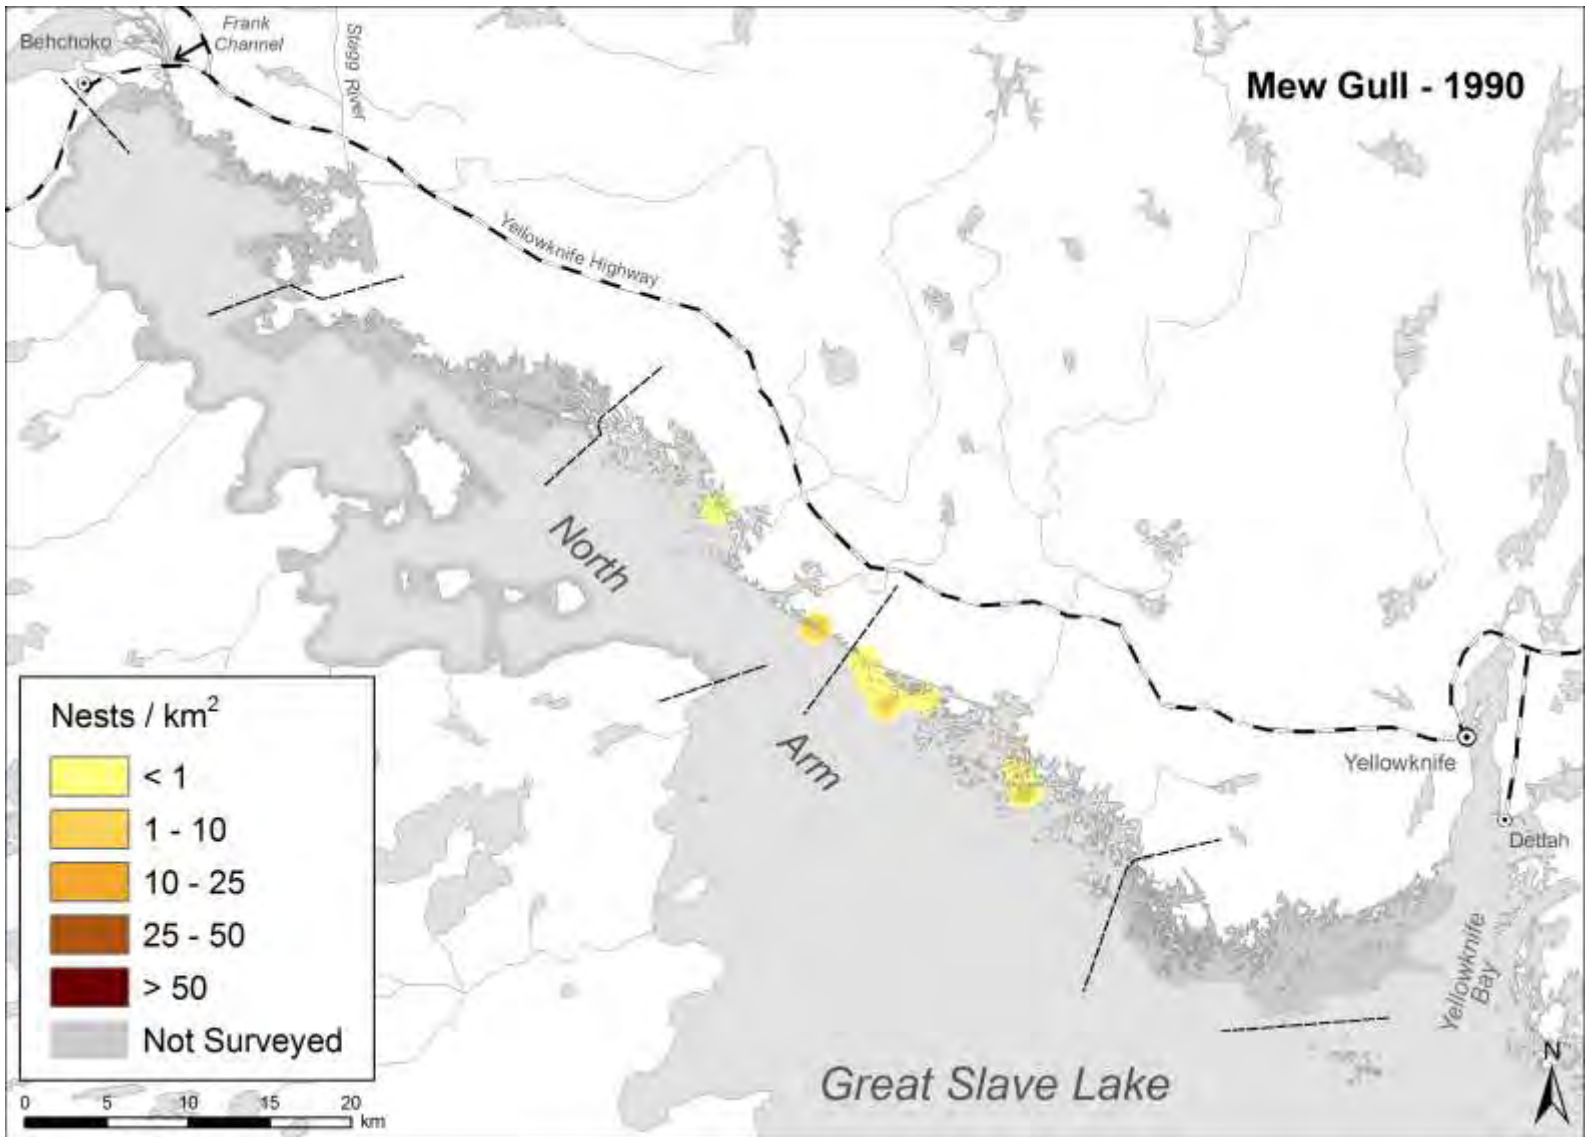 Behchoko
Frank
Channel
Stagg River
Mew Gull - 1990
Yellowknife Highway
North
Arm
Yellowknife
Dettah
Yellowknife
Bay
Great Slave Lake
N
Nests / km²
< 1
1 - 10
10 - 25
25 - 50
> 50
Not Surveyed
0 5 10 15 20
km